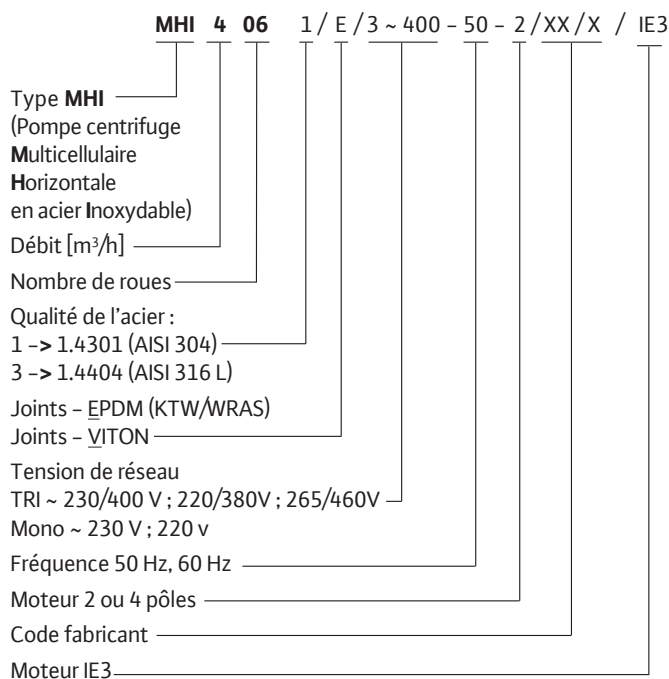 MHI 4 06 1 / E / 3 ~ 400 – 50 – 2 / XX / X / IE3
Type MHI
(Pompe centrifuge
Multicellulaire
Horizontale
en acier Inoxydable)
Débit [m³/h]
Nombre de roues
Qualité de l’acier :
1 –> 1.4301 (AISI 304)
3 –> 1.4404 (AISI 316 L)
Joints – EPDM (KTW/WRAS)
Joints – VITON
Tension de réseau
TRI ~ 230/400 V ; 220/380V ; 265/460V
Mono ~ 230 V ; 220 v
Fréquence 50 Hz, 60 Hz
Moteur 2 ou 4 pôles
Code fabricant
Moteur IE3